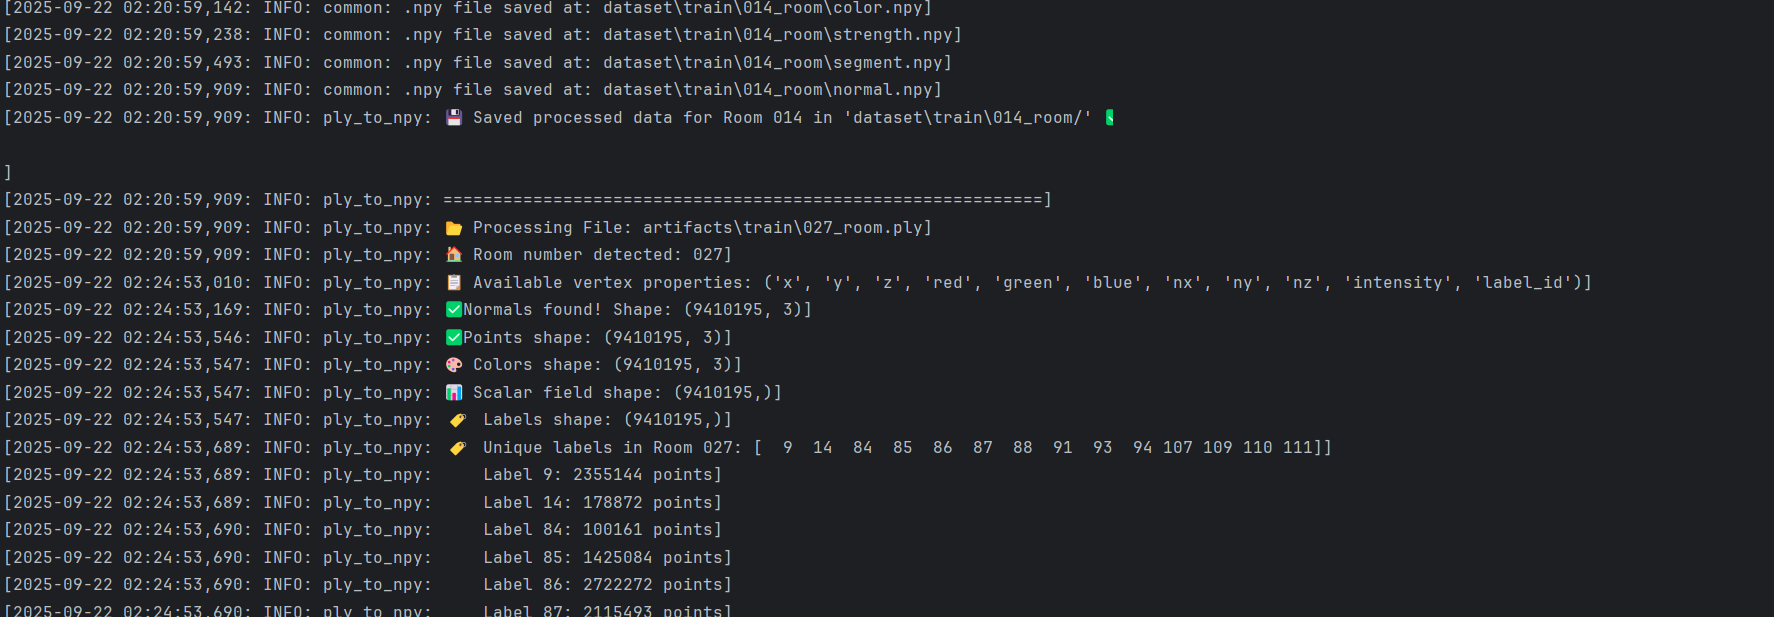 [2025-09-22 02:20:59,142: INFO: common: .npy file saved at: dataset\train\014_room\color.npy]
[2025-09-22 02:20:59,238: INFO: common: .npy file saved at: dataset\train\014_room\strength.npy]
[2025-09-22 02:20:59,493: INFO: common: .npy file saved at: dataset\train\014_room\segment.npy]
[2025-09-22 02:20:59,909: INFO: common: .npy file saved at: dataset\train\014_room\normal.npy]
[2025-09-22 02:20:59,909: INFO: ply_to_npy: 💾 Saved processed data for Room 014 in 'dataset\train\014_room/' ✅
]
[2025-09-22 02:20:59,909: INFO: ply_to_npy: ============================================================]
[2025-09-22 02:20:59,909: INFO: ply_to_npy: 📂 Processing File: artifacts\train\027_room.ply]
[2025-09-22 02:20:59,909: INFO: ply_to_npy: 🏠 Room number detected: 027]
[2025-09-22 02:24:53,010: INFO: ply_to_npy: 📋 Available vertex properties: ('x', 'y', 'z', 'red', 'green', 'blue', 'nx', 'ny', 'nz', 'intensity', 'label_id')]
[2025-09-22 02:24:53,169: INFO: ply_to_npy: ✅Normals found! Shape: (9410195, 3)]
[2025-09-22 02:24:53,546: INFO: ply_to_npy: ✅Points shape: (9410195, 3)]
[2025-09-22 02:24:53,547: INFO: ply_to_npy: 🎨 Colors shape: (9410195, 3)]
[2025-09-22 02:24:53,547: INFO: ply_to_npy: 📊 Scalar field shape: (9410195,)]
[2025-09-22 02:24:53,547: INFO: ply_to_npy: 🏷️ Labels shape: (9410195,)]
[2025-09-22 02:24:53,689: INFO: ply_to_npy: 🏷️ Unique labels in Room 027: [  9  14  84  85  86  87  88  91  93  94 107 109 110 111]]
[2025-09-22 02:24:53,689: INFO: ply_to_npy:     Label 9: 2355144 points]
[2025-09-22 02:24:53,689: INFO: ply_to_npy:     Label 14: 178872 points]
[2025-09-22 02:24:53,690: INFO: ply_to_npy:     Label 84: 100161 points]
[2025-09-22 02:24:53,690: INFO: ply_to_npy:     Label 85: 1425084 points]
[2025-09-22 02:24:53,690: INFO: ply_to_npy:     Label 86: 2722272 points]
[2025-09-22 02:24:53,690: INFO: ply_to_npy:     Label 87: 2115493 points]